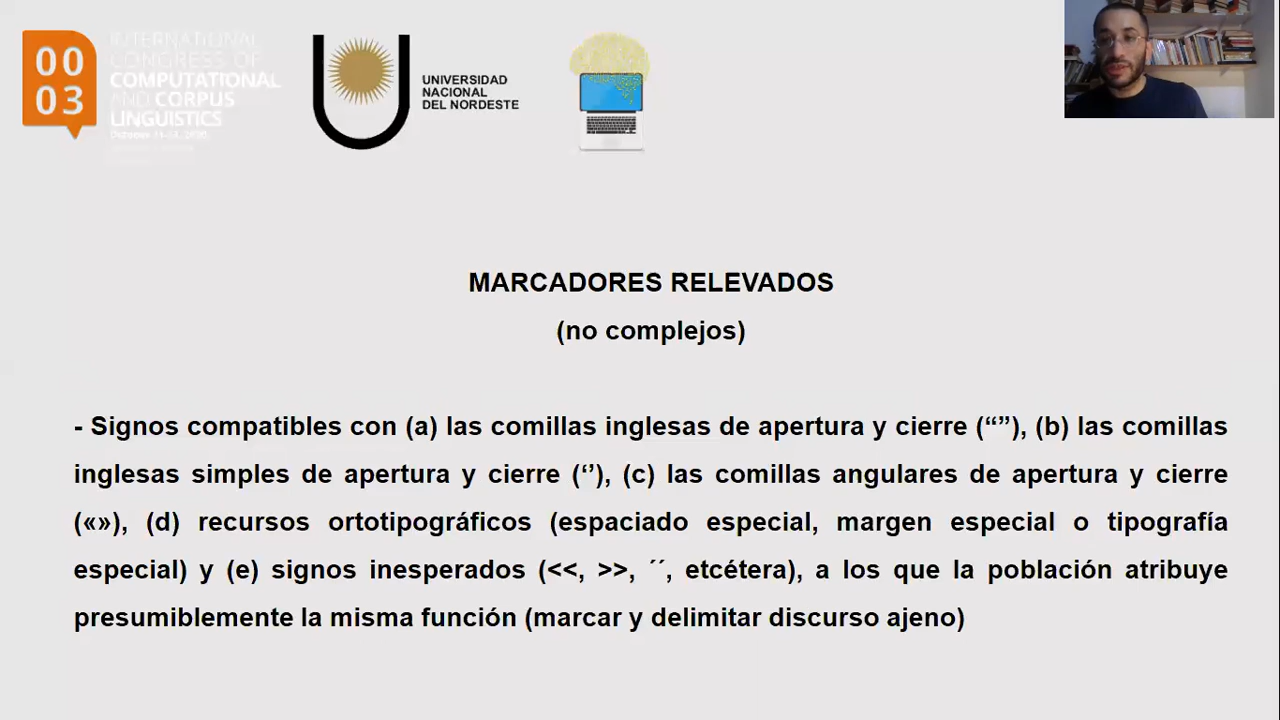 00
03
INTERNATIONAL
CONGRESS OF
COMPUTATIONAL
AND CORPUS
LINGUISTICS
UNIVERSIDAD
NACIONAL
DEL NORDESTE
MARCADORES RELEVADOS
(no complejos)
- Signos compatibles con (a) las comillas inglesas de apertura y cierre (“”), (b) las comillas
inglesas simples de apertura y cierre (‘’), (c) las comillas angulares de apertura y cierre
(«»), (d) recursos ortotipográficos (espaciado especial, margen especial o tipografía
especial) y (e) signos inesperados (<<, >>, ´´, etcétera), a los que la población atribuye
presumiblemente la misma función (marcar y delimitar discurso ajeno)